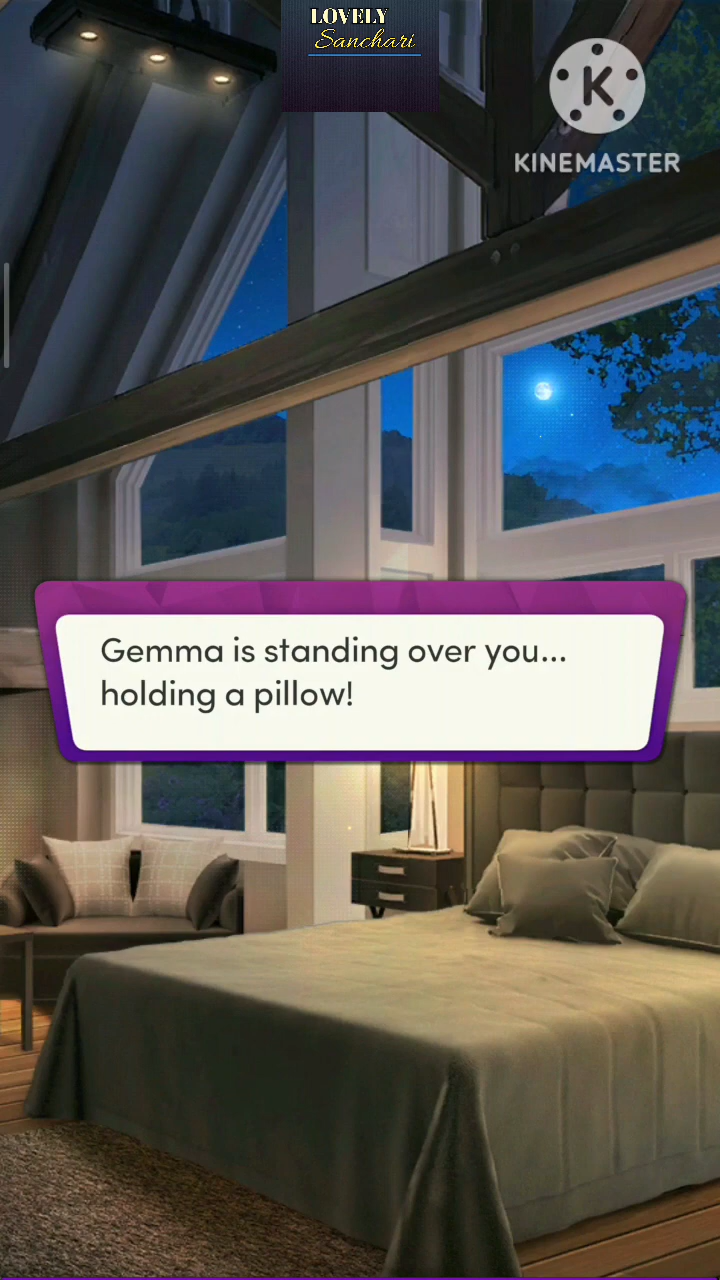 LOVELY
Sanchari
K
KINEMASTER
Gemma is standing over you...
holding a pillow!